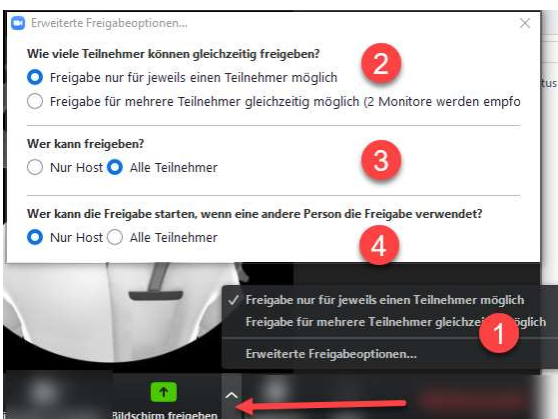 Erweiterte Freigabeoptionen...
Wie viele Teilnehmer können gleichzeitig freigeben?
2
Freigabe nur für jeweils einen Teilnehmer möglich
Freigabe für mehrere Teilnehmer gleichzeitig möglich (2 Monitore werden empfo
tus
Wer kann freigeben?
3
Nur Host Alle Teilnehmer
Wer kann die Freigabe starten, wenn eine andere Person die Freigabe verwendet?
Nur Host Alle Teilnehmer
4
✓ Freigabe nur für jeweils einen Teilnehmer möglich
Freigabe für mehrere Teilnehmer
1
Erweiterte Freigabeoptionen...
Bildschirm freigeben